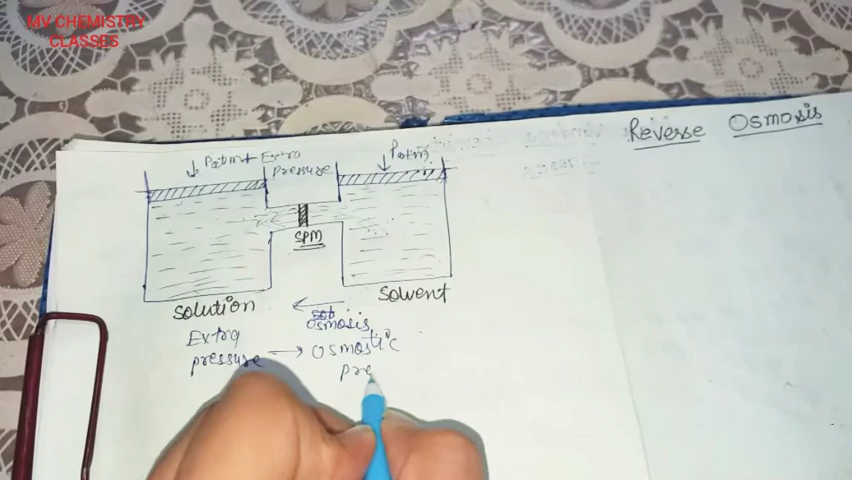 MV CHEMISTRY
CLASSES
Reverse Osmosis
Patm + Extra
Pressure
Patm
SPM
Solution
Solvent
Osmosis
Extra
pressure → Osmotic
pre